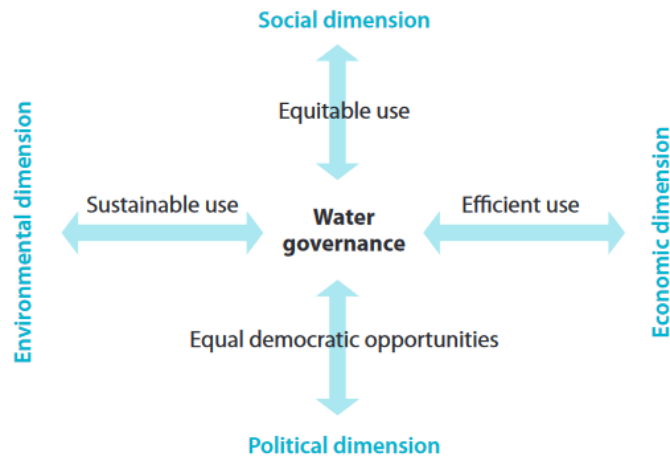 Social dimension
Equitable use
Environmental dimension
Sustainable use
Water
governance
Efficient use
Economic dimension
Equal democratic opportunities
Political dimension